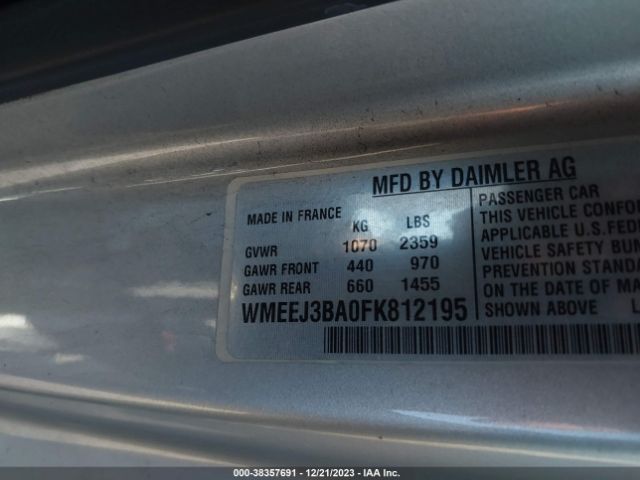 MFD BY DAIMLER AG
MADE IN FRANCE KG LBS
GVWR 1070 2359
GAWR FRONT 440 970
GAWR REAR 660 1455
WMEEJ3BA0FK812195
PASSENGER CAR
THIS VEHICLE CONFO
APPLICABLE U.S.FEDE
VEHICLE SAFETY BU
PREVENTION STANDA
ON THE DATE OF MA
SHOWN ABOVE
000-38357691 - 12/21/2023 - IAA Inc.